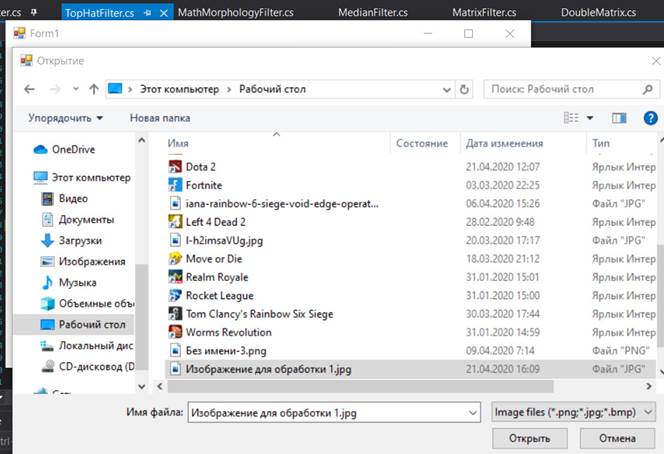 ter.cs TopHatFilter.cs MathMorphologyFilter.cs MedianFilter.cs MatrixFilter.cs DoubleMatrix.cs
Form1
Открытие
Этот компьютер Рабочий стол Поиск: Рабочий стол
Упорядочить Новая папка
Имя Состояние Дата изменения Тип
OneDrive
Этот компьютер
Видео
Документы
Загрузки
Изображения
Музыка
Объемные объ
Рабочий стол
Локальный дис
CD-дисковод (D
Сеть
Dota 2 21.04.2020 12:07 Ярлык Интер
Fortnite 03.03.2020 22:25 Ярлык Интер
iana-rainbow-6-siege-void-edge-operat... 06.04.2020 15:26 Файл "JPG"
Left 4 Dead 2 28.02.2020 9:48 Ярлык Интер
I-h2imsaVUg.jpg 20.03.2020 17:17 Файл "JPG"
Move or Die 18.03.2020 21:12 Ярлык Интер
Realm Royale 31.01.2020 15:01 Ярлык Интер
Rocket League 31.01.2020 15:00 Ярлык Интер
Tom Clancy's Rainbow Six Siege 30.03.2020 17:44 Ярлык Интер
Worms Revolution 31.01.2020 14:59 Ярлык Интер
Без имени-3.png 09.04.2020 7:14 Файл "PNG"
Изображение для обработки 1.jpg 21.04.2020 16:09 Файл "JPG"
Имя файла: Изображение для обработки 1.jpg Image files (*.png;*.jpg;*.bmp)
Открыть Отмена